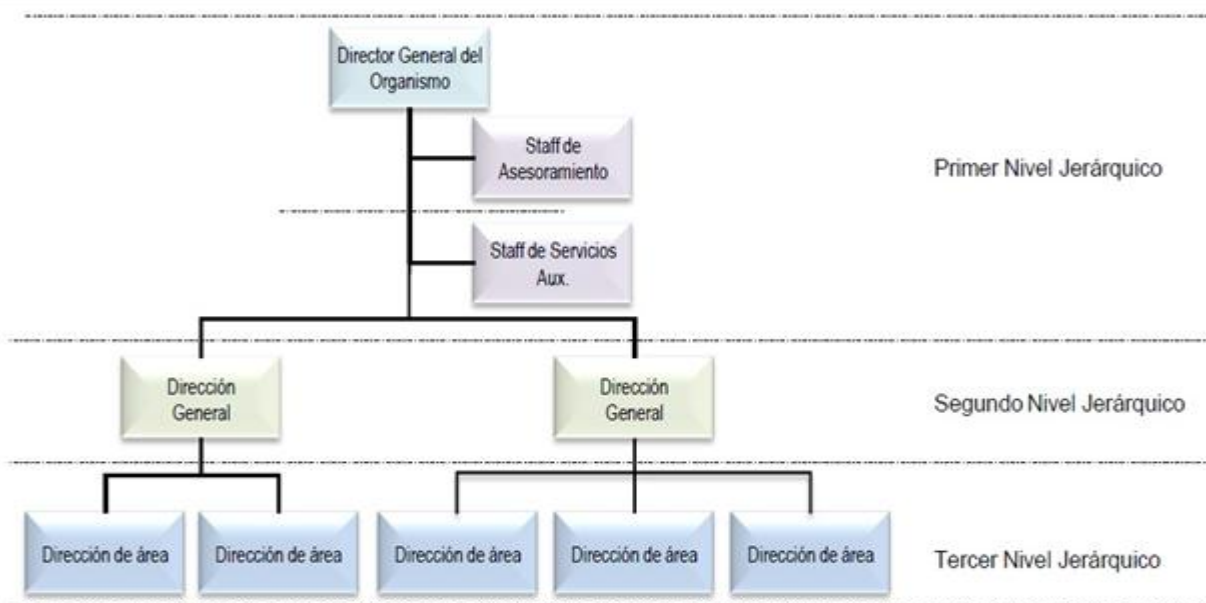 Director General del
Organismo
Staff de
Asesoramiento
Primer Nivel Jerárquico
Staff de Servicios
Aux.
Dirección
General
Dirección
General
Segundo Nivel Jerárquico
Dirección de área
Dirección de área
Dirección de área
Dirección de área
Dirección de área
Tercer Nivel Jerárquico